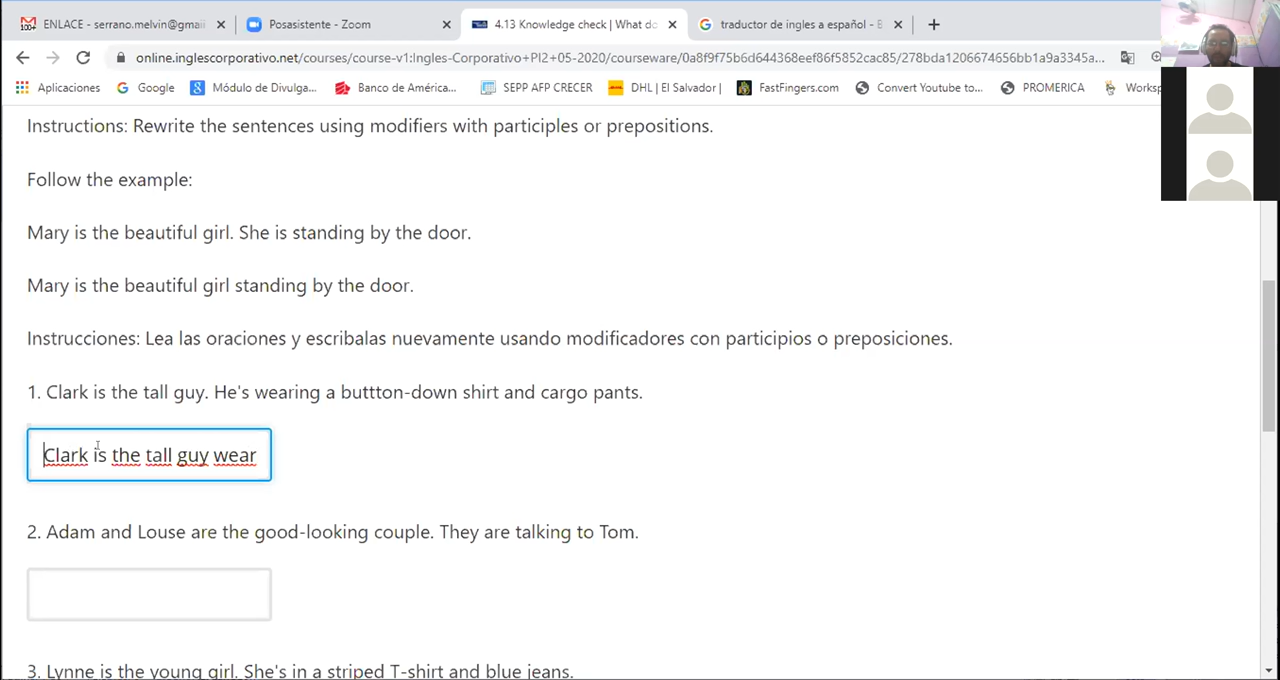 ENLACE - serrano.melvin@gmai
Posasistente - Zoom
4.13 Knowledge check | What do
traductor de ingles a español - B
online.inglescorporativo.net/courses/course-v1:Ingles-Corporativo+PI2+05-2020/courseware/0a8f9f75b6d644368eef86f5852cac85/278bda1206674656bb1a9a3345a...
Aplicaciones
Google
Módulo de Divulga...
Banco de América...
SEPP AFP CRECER
DHL | El Salvador |
FastFingers.com
Convert Youtube to...
PROMERICA
Worksp
Instructions: Rewrite the sentences using modifiers with participles or prepositions.
Follow the example:
Mary is the beautiful girl. She is standing by the door.
Mary is the beautiful girl standing by the door.
Instrucciones: Lea las oraciones y escribalas nuevamente usando modificadores con participios o preposiciones.
1. Clark is the tall guy. He's wearing a buttton-down shirt and cargo pants.
Clark is the tall guy wear
2. Adam and Louse are the good-looking couple. They are talking to Tom.
3. Lynne is the young girl. She's in a striped T-shirt and blue jeans.